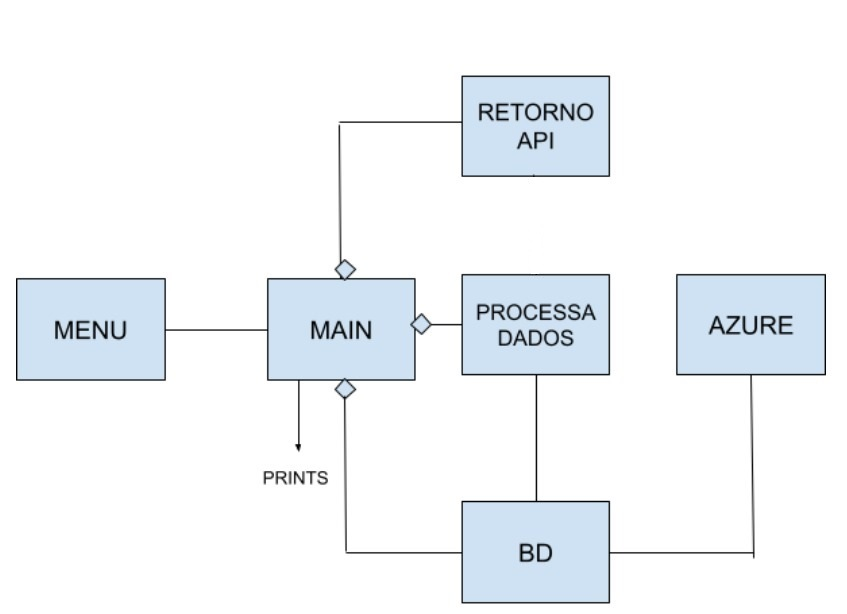 RETORNO
API
MENU
MAIN
PROCESSA
DADOS
AZURE
PRINTS
BD